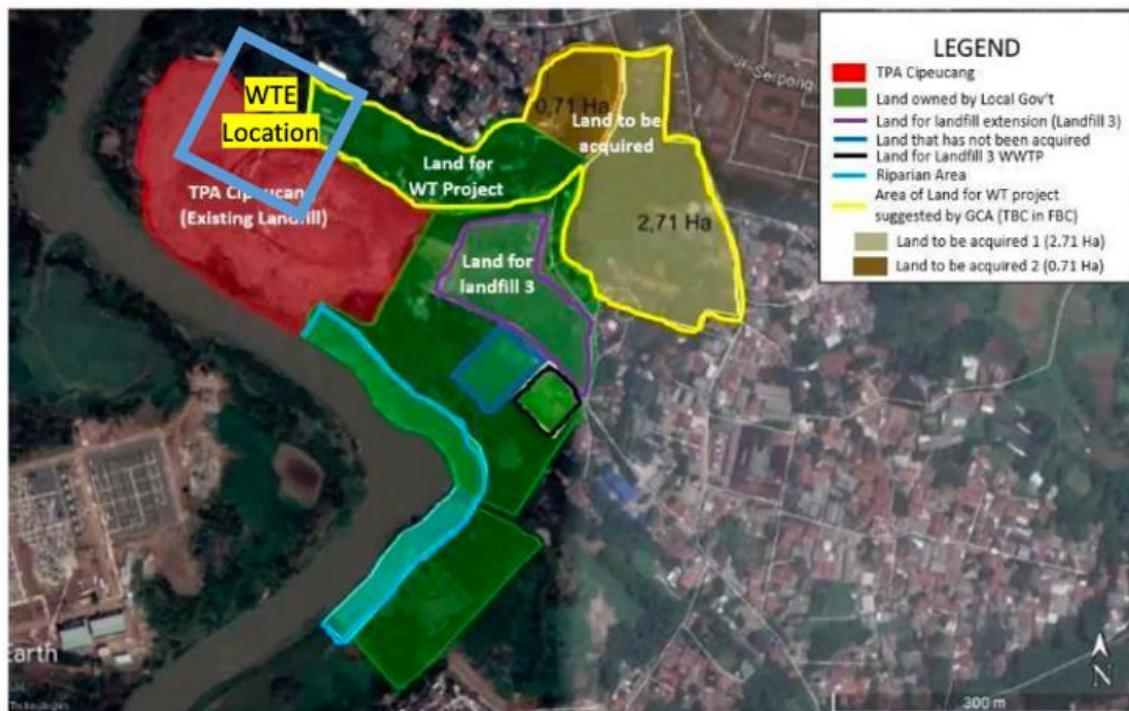 WTE
Location
TPA Cipeucang
(Existing Landfill)
Land for
WT Project
0.71 Ha
Land to be
acquired
2,71 Ha
Land for
landfill 3
Jl. Serpong
LEGEND
TPA Cipeucang
Land owned by Local Gov't
Land for landfill extension (Landfill 3)
Land that has not been acquired
Land for Landfill 3 WWTP
Riparian Area
Area of Land for WT project
suggested by GCA (TBC in FBC)
Land to be acquired 1 (2.71 Ha)
Land to be acquired 2 (0.71 Ha)
Earth
N
300 m